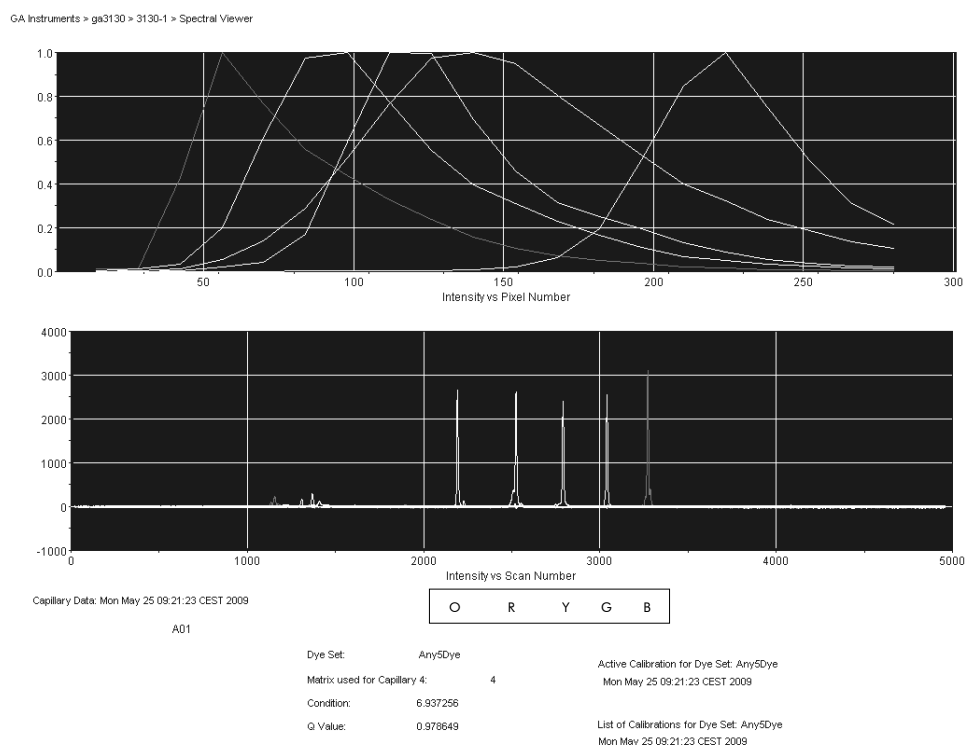 GA Instruments > ga3130 > 3130-1 > Spectral Viewer
1.0
0.8
0.6
0.4
0.2
0.0
50 100 150 200 250 300
Intensity vs Pixel Number
4000
3000
2000
1000
0
-1000
0 1000 2000 3000 4000 5000
Intensity vs Scan Number
Capillary Data: Mon May 25 09:21:23 CEST 2009
A01
O R Y G B
Dye Set: Any5Dye
Matrix used for Capillary 4: 4
Condition: 6.937256
Q Value: 0.978649
Active Calibration for Dye Set: Any5Dye
Mon May 25 09:21:23 CEST 2009
List of Calibrations for Dye Set: Any5Dye
Mon May 25 09:21:23 CEST 2009